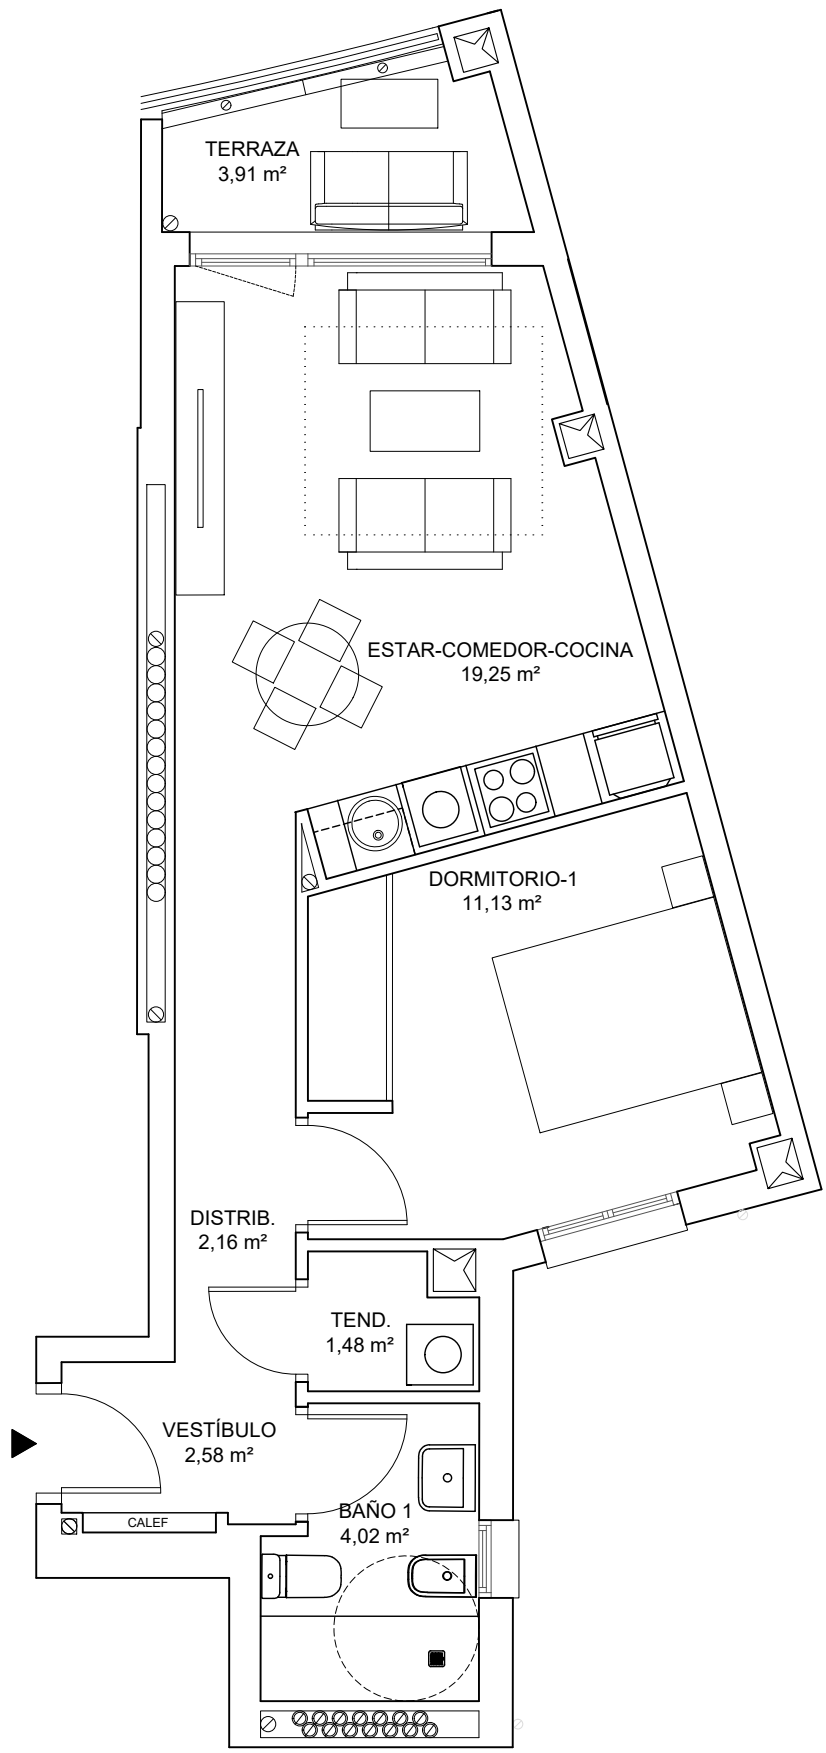 TERRAZA
3,91 m²
ESTAR-COMEDOR-COCINA
19,25 m²
DORMITORIO-1
11,13 m²
DISTRIB.
2,16 m²
TEND.
1,48 m²
VESTÍBULO
2,58 m²
BAÑO 1
4,02 m²
CALEF